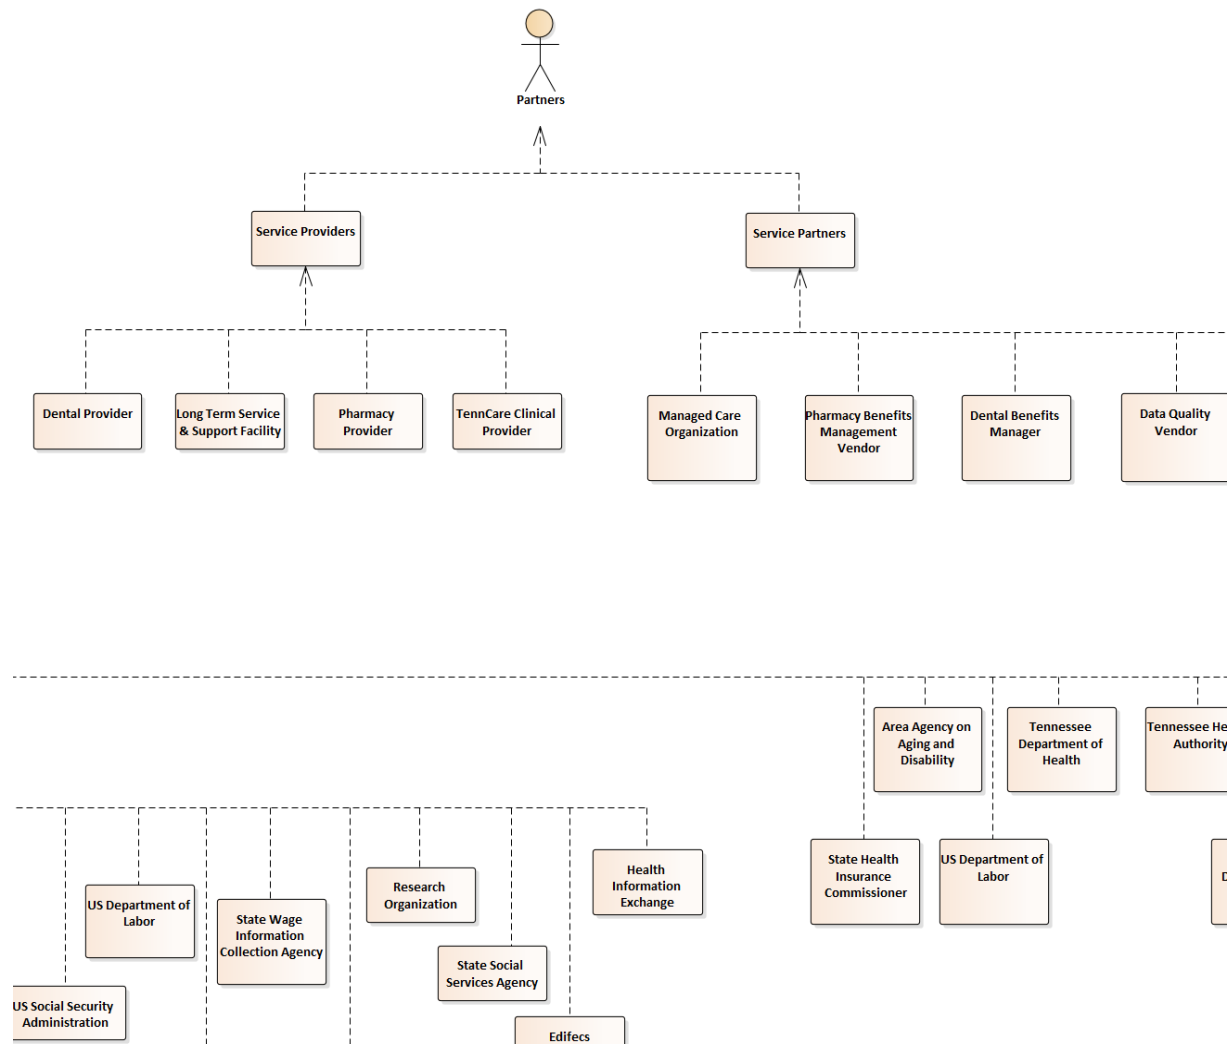 Partners
Service Providers
Service Partners
Dental Provider
Long Term Service
& Support Facility
Pharmacy
Provider
TennCare Clinical
Provider
Managed Care
Organization
Pharmacy Benefits
Management
Vendor
Dental Benefits
Manager
Data Quality
Vendor
Area Agency on
Aging and
Disability
Tennessee
Department of
Health
Tennessee
Authority
State Health
Insurance
Commissioner
US Department of
Labor
Health
Information
Exchange
Research
Organization
US Department of
Labor
State Wage
Information
Collection Agency
State Social
Services Agency
US Social Security
Administration
Edifecs